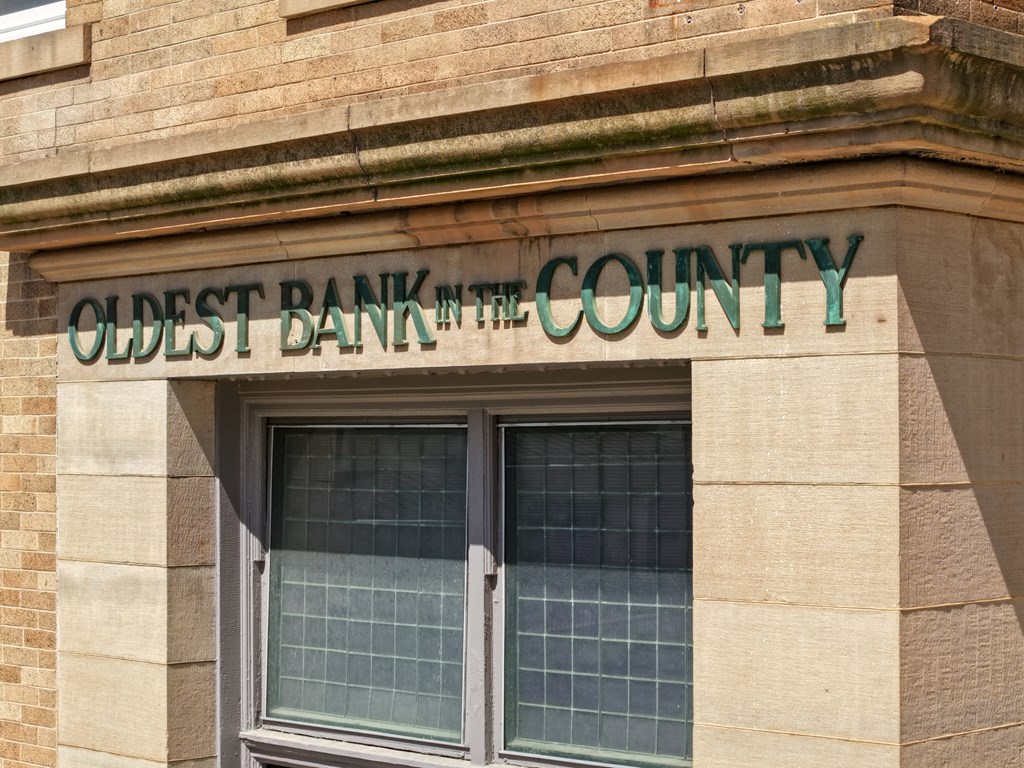 OLDEST BANK IN THE COUNTY